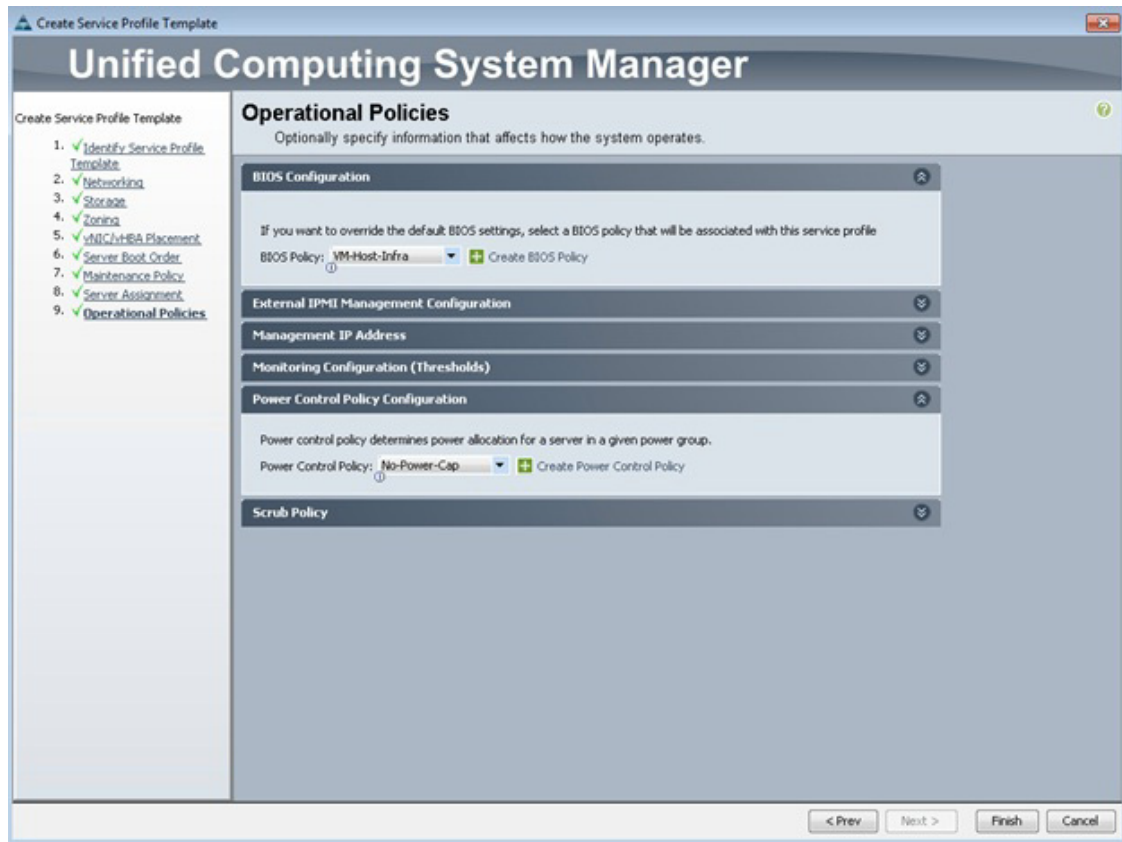 Create Service Profile Template
Unified Computing System Manager
Create Service Profile Template
1. Identify Service Profile
Template
2. Networking
3. Storage
4. Zoning
5. vNIC/vHBA Placement
6. Server Boot Order
7. Maintenance Policy
8. Server Assignment
9. Operational Policies
Operational Policies
Optionally specify information that affects how the system operates.
BIOS Configuration
If you want to override the default BIOS settings, select a BIOS policy that will be associated with this service profile
BIOS Policy: VM-Host-Infra Create BIOS Policy
External IPMI Management Configuration
Management IP Address
Monitoring Configuration (Thresholds)
Power Control Policy Configuration
Power control policy determines power allocation for a server in a given power group.
Power Control Policy: No-Power-Cap Create Power Control Policy
Scrub Policy
< Prev Next > Finish Cancel